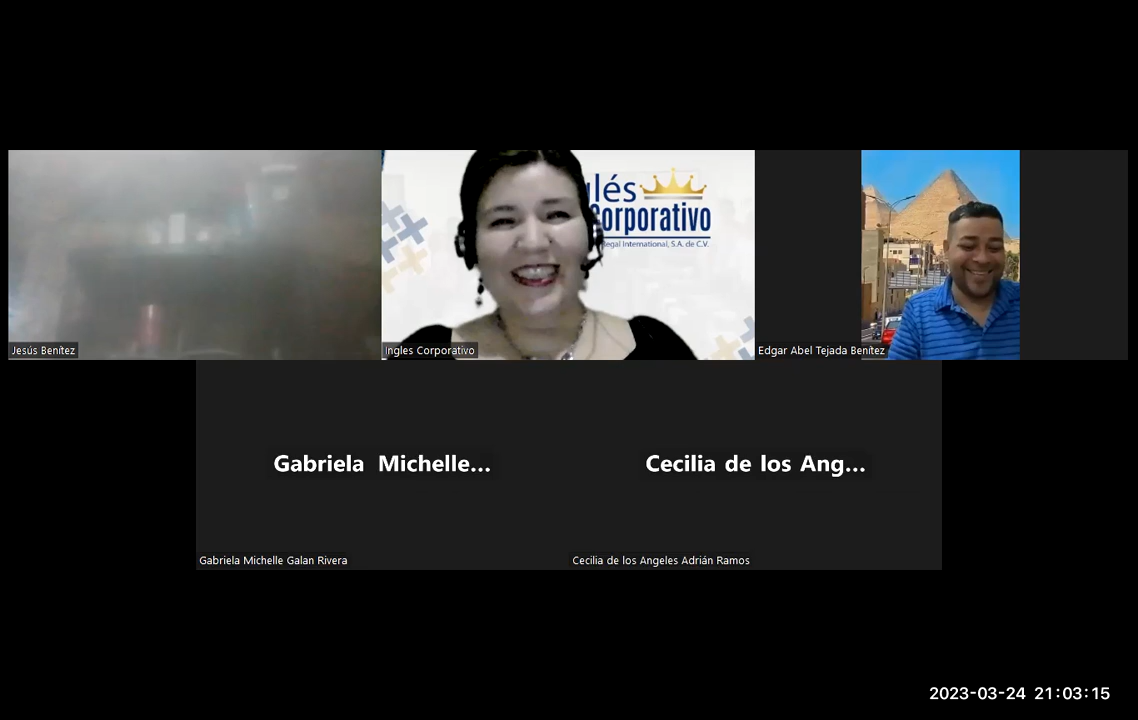 Jesús Benítez
glés
Corporativo
legal International, S.A. de C.V.
Ingles Corporativo
Edgar Abel Tejada Benítez
Gabriela Michelle...
Cecilia de los Ang...
Gabriela Michelle Galan Rivera
Cecilia de los Angeles Adrián Ramos
2023-03-24 21:03:15